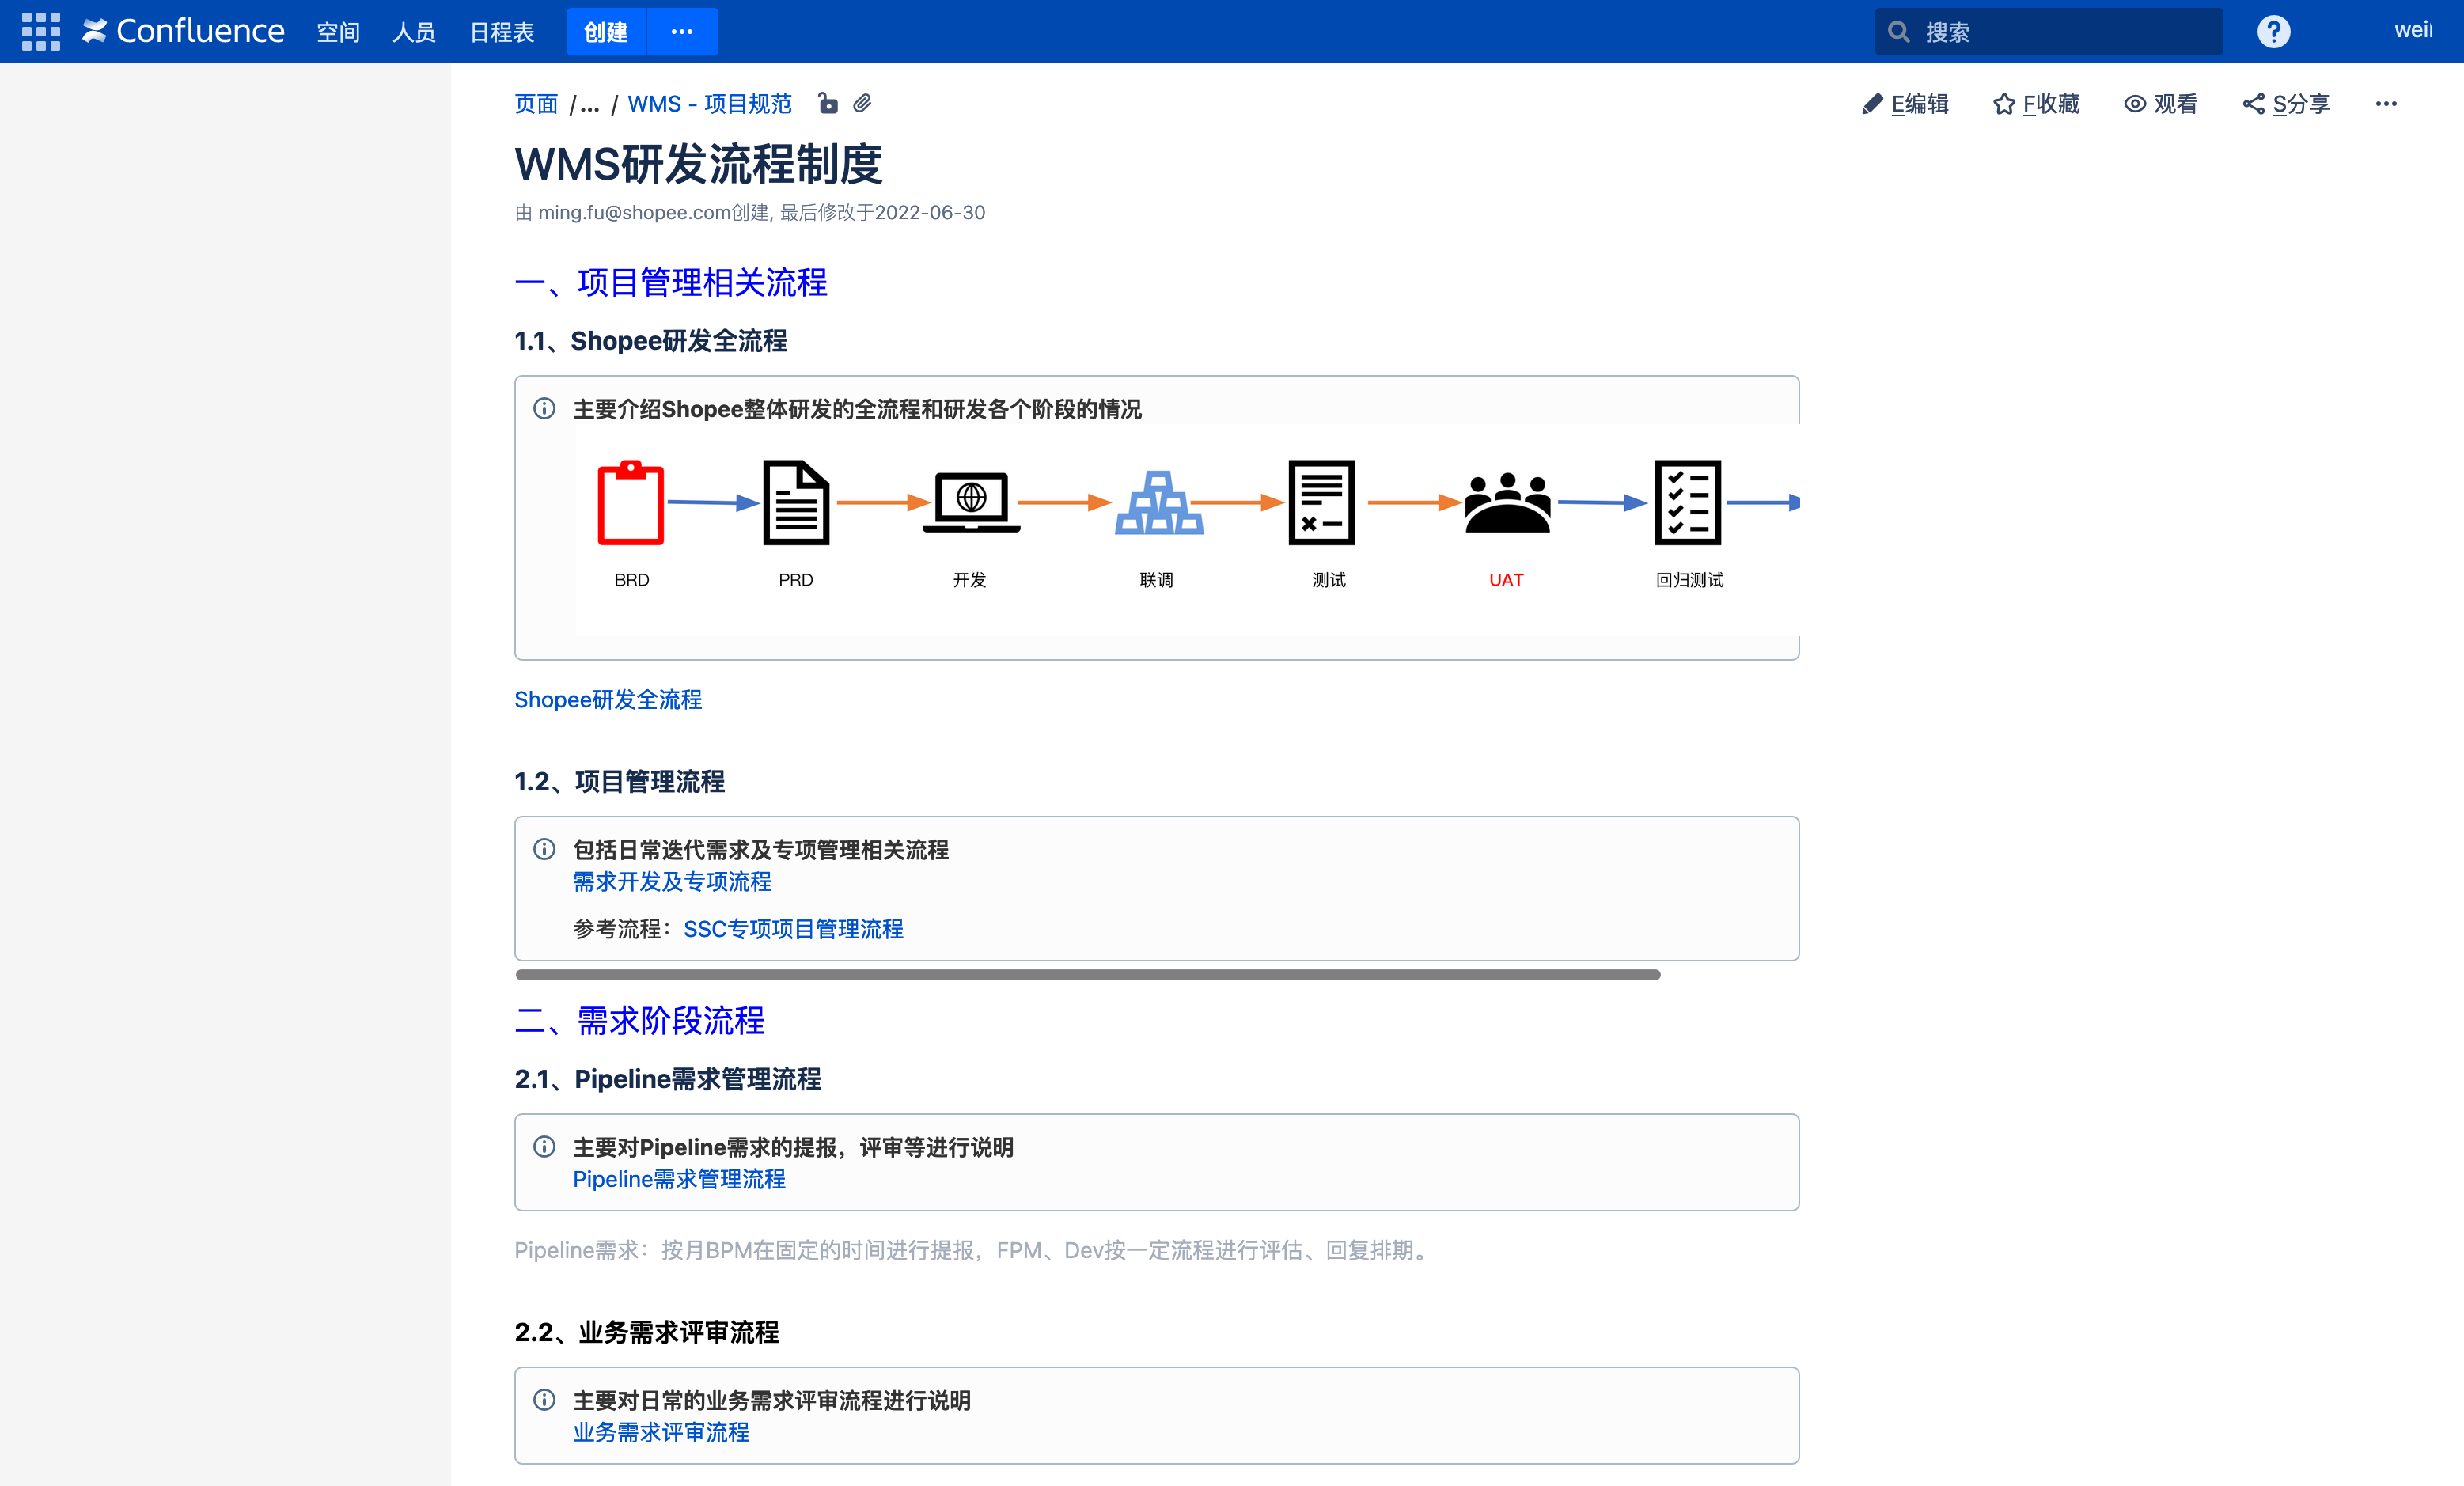 Confluence 空间 人员 日程表 创建 ··· 搜索 ?
页面 /... / WMS - 项目规范 E编辑 F收藏 观看 S分享 ···
WMS研发流程制度
由 ming.fu@shopee.com创建, 最后修改于2022-06-30
一、项目管理相关流程
1.1、Shopee研发全流程
主要介绍Shopee整体研发的全流程和研发各个阶段的情况
BRD PRD 开发 联调 测试 UAT 回归测试
Shopee研发全流程
1.2、项目管理流程
包括日常迭代需求及专项管理相关流程
需求开发及专项流程
参考流程：SSC专项项目管理流程
二、需求阶段流程
2.1、Pipeline需求管理流程
主要对Pipeline需求的提报，评审等进行说明
Pipeline需求管理流程
Pipeline需求：按月BPM在固定的时间进行提报，FPM、Dev按一定流程进行评估、回复排期。
2.2、业务需求评审流程
主要对日常的业务需求评审流程进行说明
业务需求评审流程